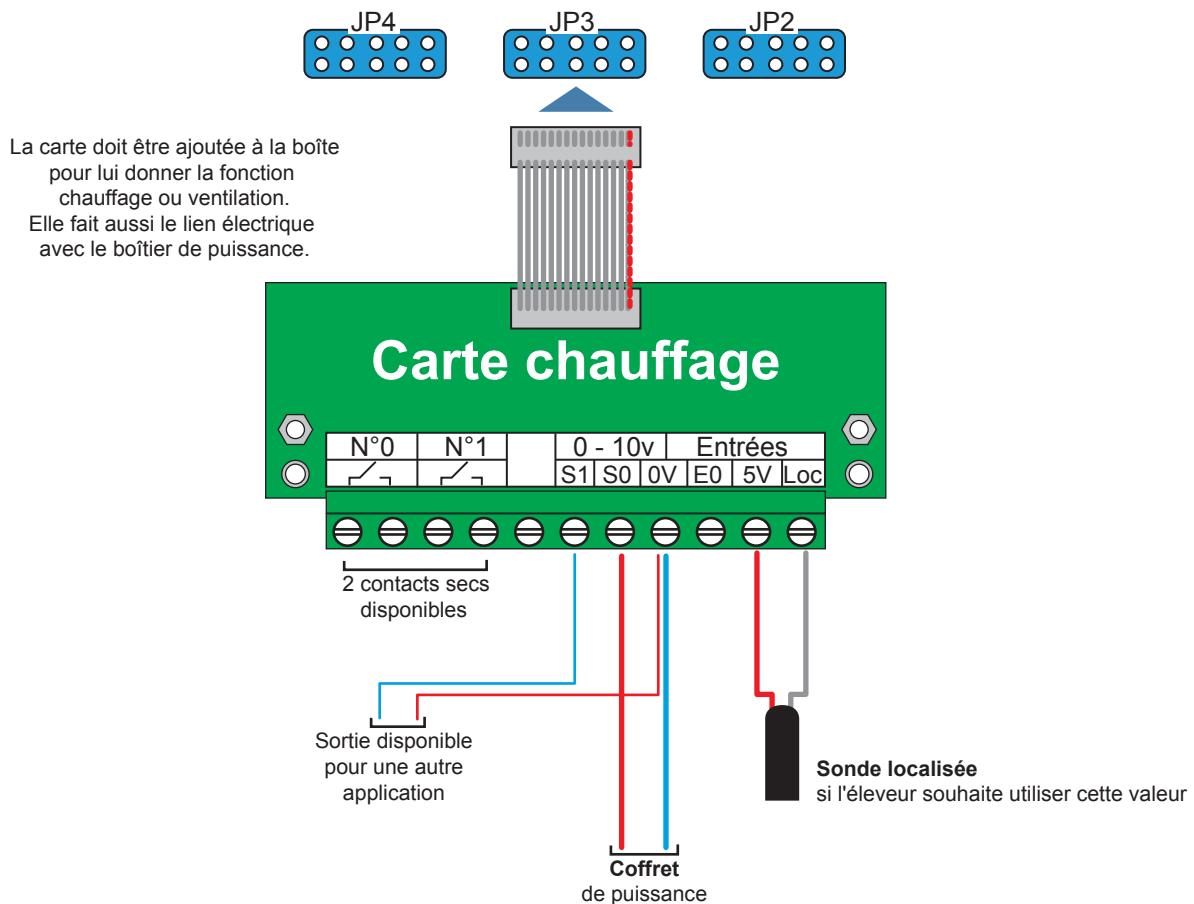 JP4 JP3 JP2
La carte doit être ajoutée à la boîte
pour lui donner la fonction
chauffage ou ventilation.
Elle fait aussi le lien électrique
avec le boîtier de puissance.
Carte chauffage
N°0 N°1 0 - 10v Entrées
S1 S0 0V E0 5V Loc
2 contacts secs
disponibles
Sortie disponible
pour une autre
application
Sonde localisée
si l'éleveur souhaite utiliser cette valeur
Coffret
de puissance